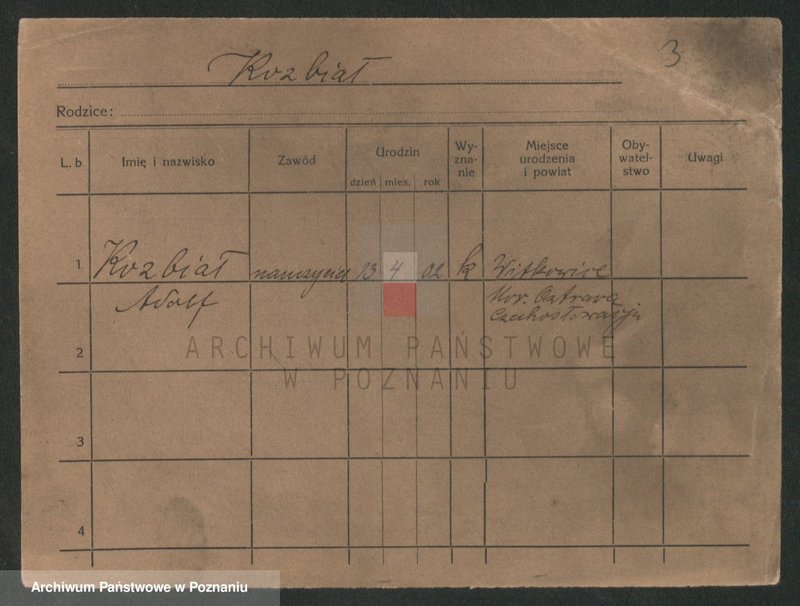 Kozbiał
3
Rodzice:
L. b. Imię i nazwisko Zawód Urodzin Wy-zna-nie Miejsce urodzenia i powiat Oby-watel-stwo Uwagi
dzień mies. rok
1 Kozbiał nauczyciel 13 4 02 k Witkowice
Adolf Mor. Ostrava
Czechosłowacja
2
ARCHIWUM PAŃSTWOWE
W POZNANIU
3
4
Archiwum Państwowe w Poznaniu